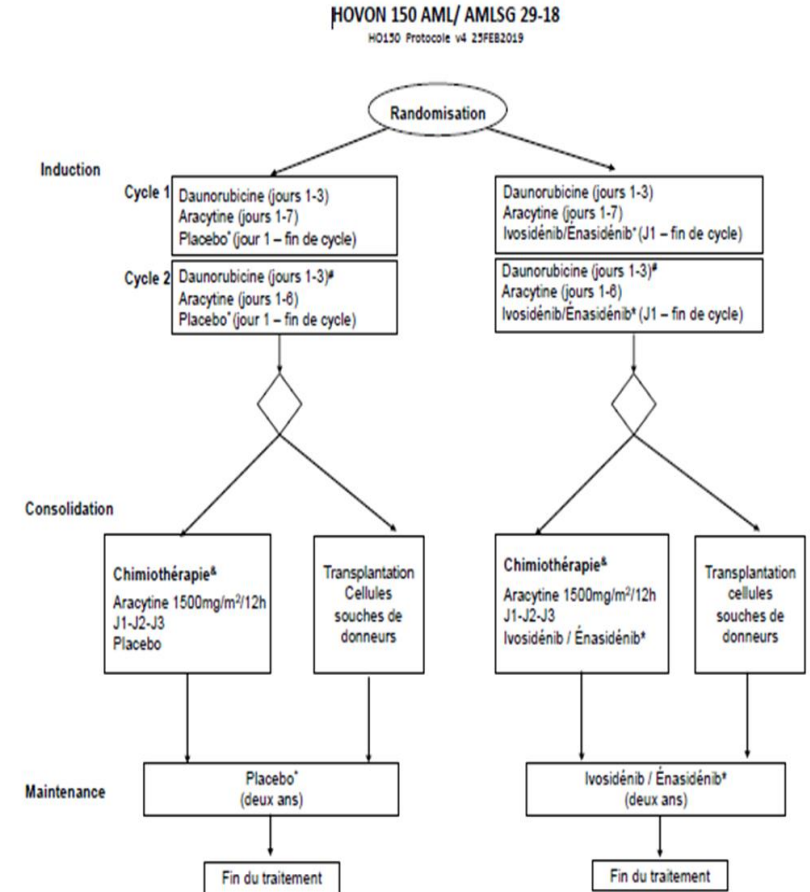 HOVON 150 AML/ AMLSG 29-18
HO150 Protocole v4 25FEB2019
Randomisation
Induction
Cycle 1
Daunorubicine (jours 1-3)
Aracytine (jours 1-7)
Placebo* (jour 1 – fin de cycle)
Daunorubicine (jours 1-3)
Aracytine (jours 1-7)
Ivosidénib/Énasidénib* (J1 – fin de cycle)
Cycle 2
Daunorubicine (jours 1-3)#
Aracytine (jours 1-6)
Placebo* (jour 1 – fin de cycle)
Daunorubicine (jours 1-3)#
Aracytine (jours 1-6)
Ivosidénib/Énasidénib* (J1 – fin de cycle)
Consolidation
Chimiothérapie&
Aracytine 1500mg/m²/12h
J1-J2-J3
Placebo
Transplantation
Cellules
souches de
donneurs
Chimiothérapie&
Aracytine 1500mg/m²/12h
J1-J2-J3
Ivosidénib / Énasidénib*
Transplantation
cellules
souches de
donneurs
Maintenance
Placebo*
(deux ans)
Ivosidénib / Énasidénib*
(deux ans)
Fin du traitement
Fin du traitement